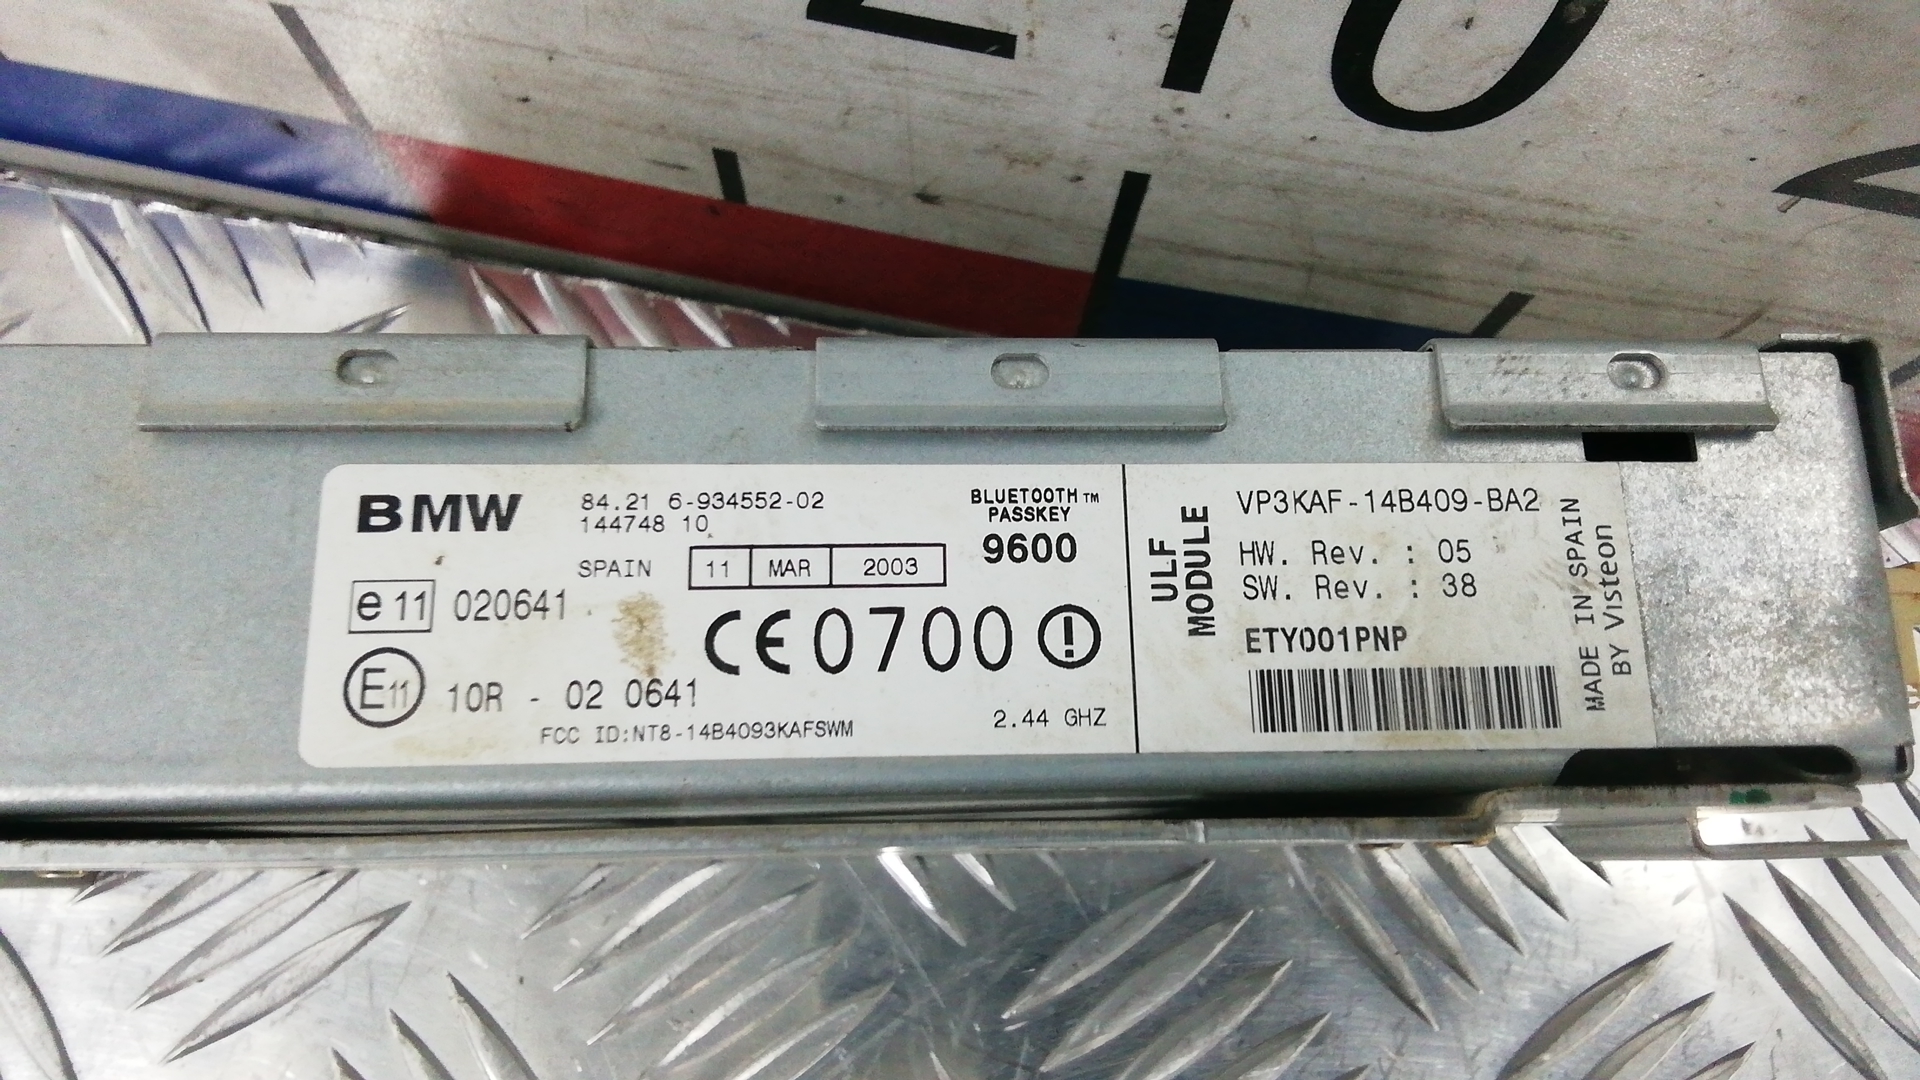 210
BMW
84.21 6-934552-02
144748 10
SPAIN 11 MAR 2003
BLUETOOTH™
PASSKEY
9600
e11 020641
CE0700
E11 10R - 02 0641
FCC ID:NT8-14B4093KAFSWM
2.44 GHZ
ULF
MODULE
VP3KAF-14B409-BA2
HW. Rev. : 05
SW. Rev. : 38
ETY001PNP
MADE IN SPAIN
BY Visteon